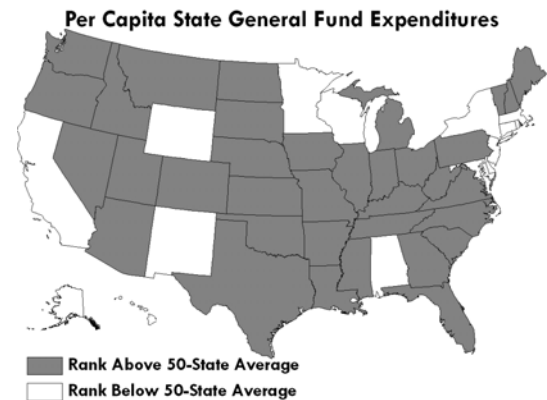 Per Capita State General Fund Expenditures
Rank Above 50-State Average
Rank Below 50-State Average